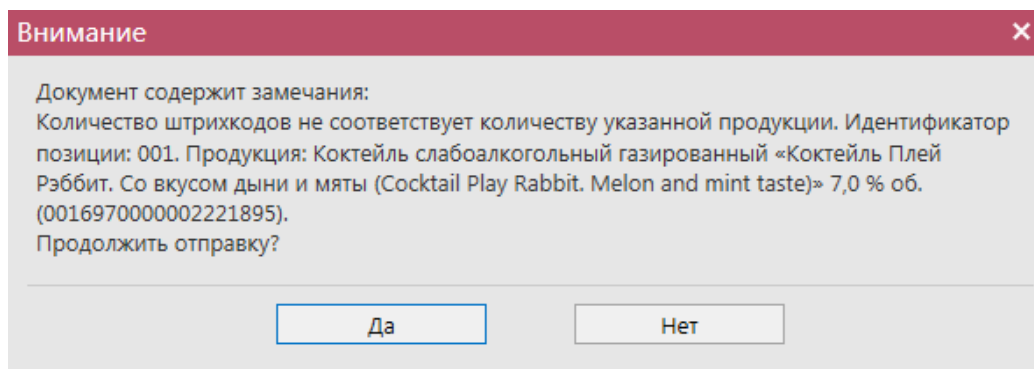 Внимание
Документ содержит замечания:
Количество штрихкодов не соответствует количеству указанной продукции. Идентификатор
позиции: 001. Продукция: Коктейль слабоалкогольный газированный «Коктейль Плей
Рэббит. Со вкусом дыни и мяты (Cocktail Play Rabbit. Melon and mint taste)» 7,0 % об.
(0016970000002221895).
Продолжить отправку?
Да
Нет